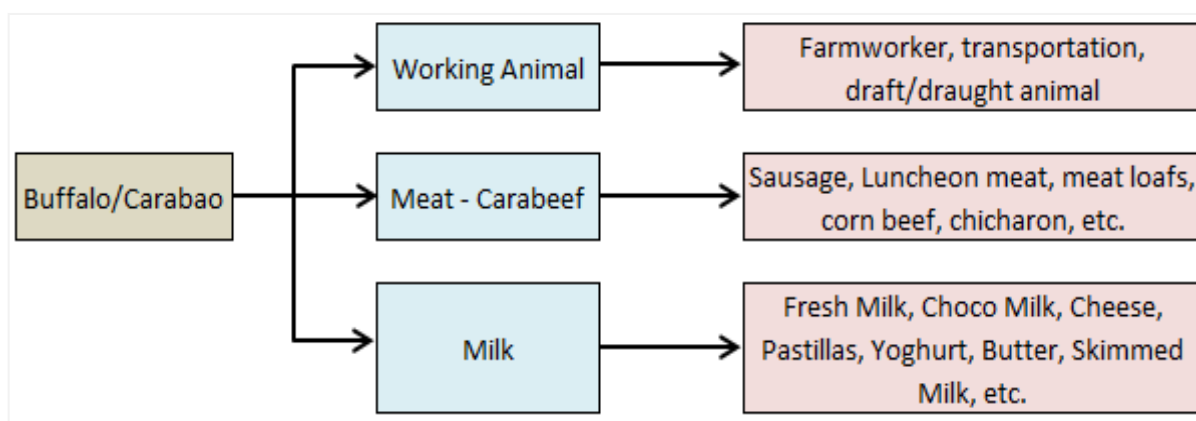 Buffalo/Carabao
Working Animal
Farmworker, transportation,
draft/draught animal
Meat - Carabeef
Sausage, Luncheon meat, meat loafs,
corn beef, chicharon, etc.
Milk
Fresh Milk, Choco Milk, Cheese,
Pastillas, Yoghurt, Butter, Skimmed
Milk, etc.